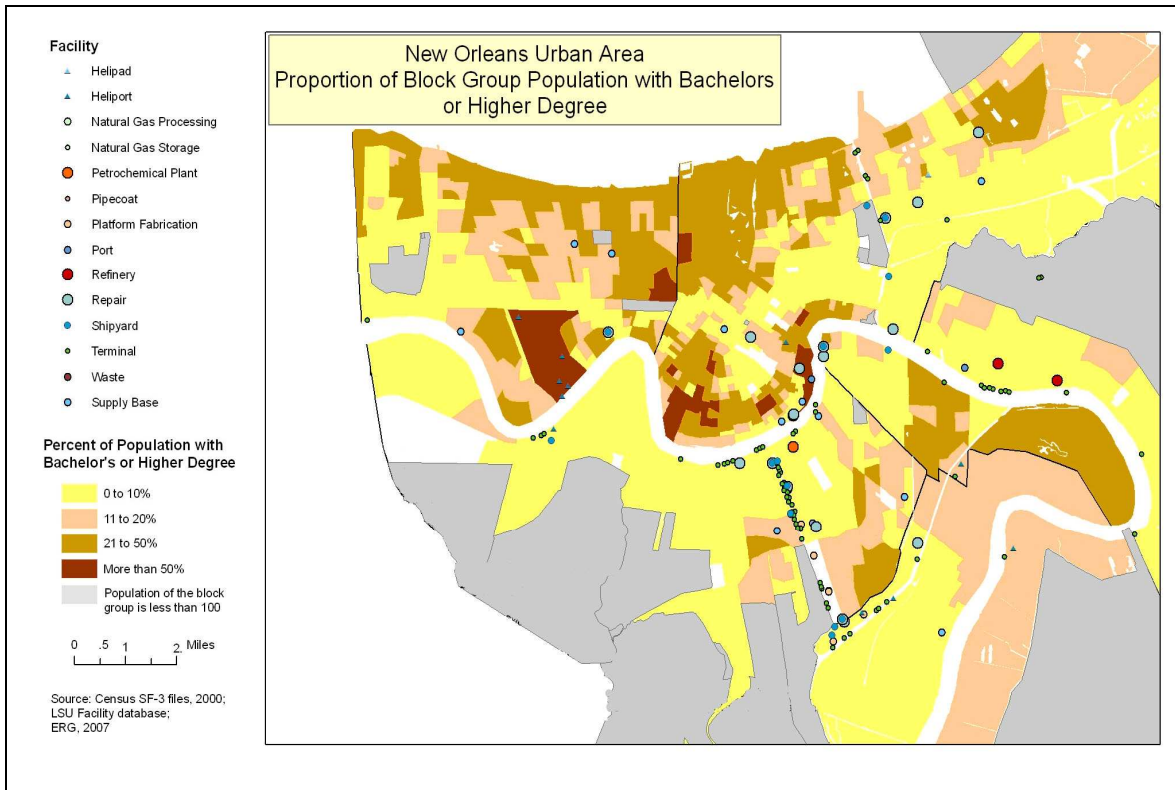 New Orleans Urban Area
Proportion of Block Group Population with Bachelors
or Higher Degree
Facility
Helipad
Heliport
Natural Gas Processing
Natural Gas Storage
Petrochemical Plant
Pipecoat
Platform Fabrication
Port
Refinery
Repair
Shipyard
Terminal
Waste
Supply Base
Percent of Population with
Bachelor's or Higher Degree
0 to 10%
11 to 20%
21 to 50%
More than 50%
Population of the block
group is less than 100
0 .5 1 2 Miles
Source: Census SF-3 files, 2000;
LSU Facility database;
ERG, 2007